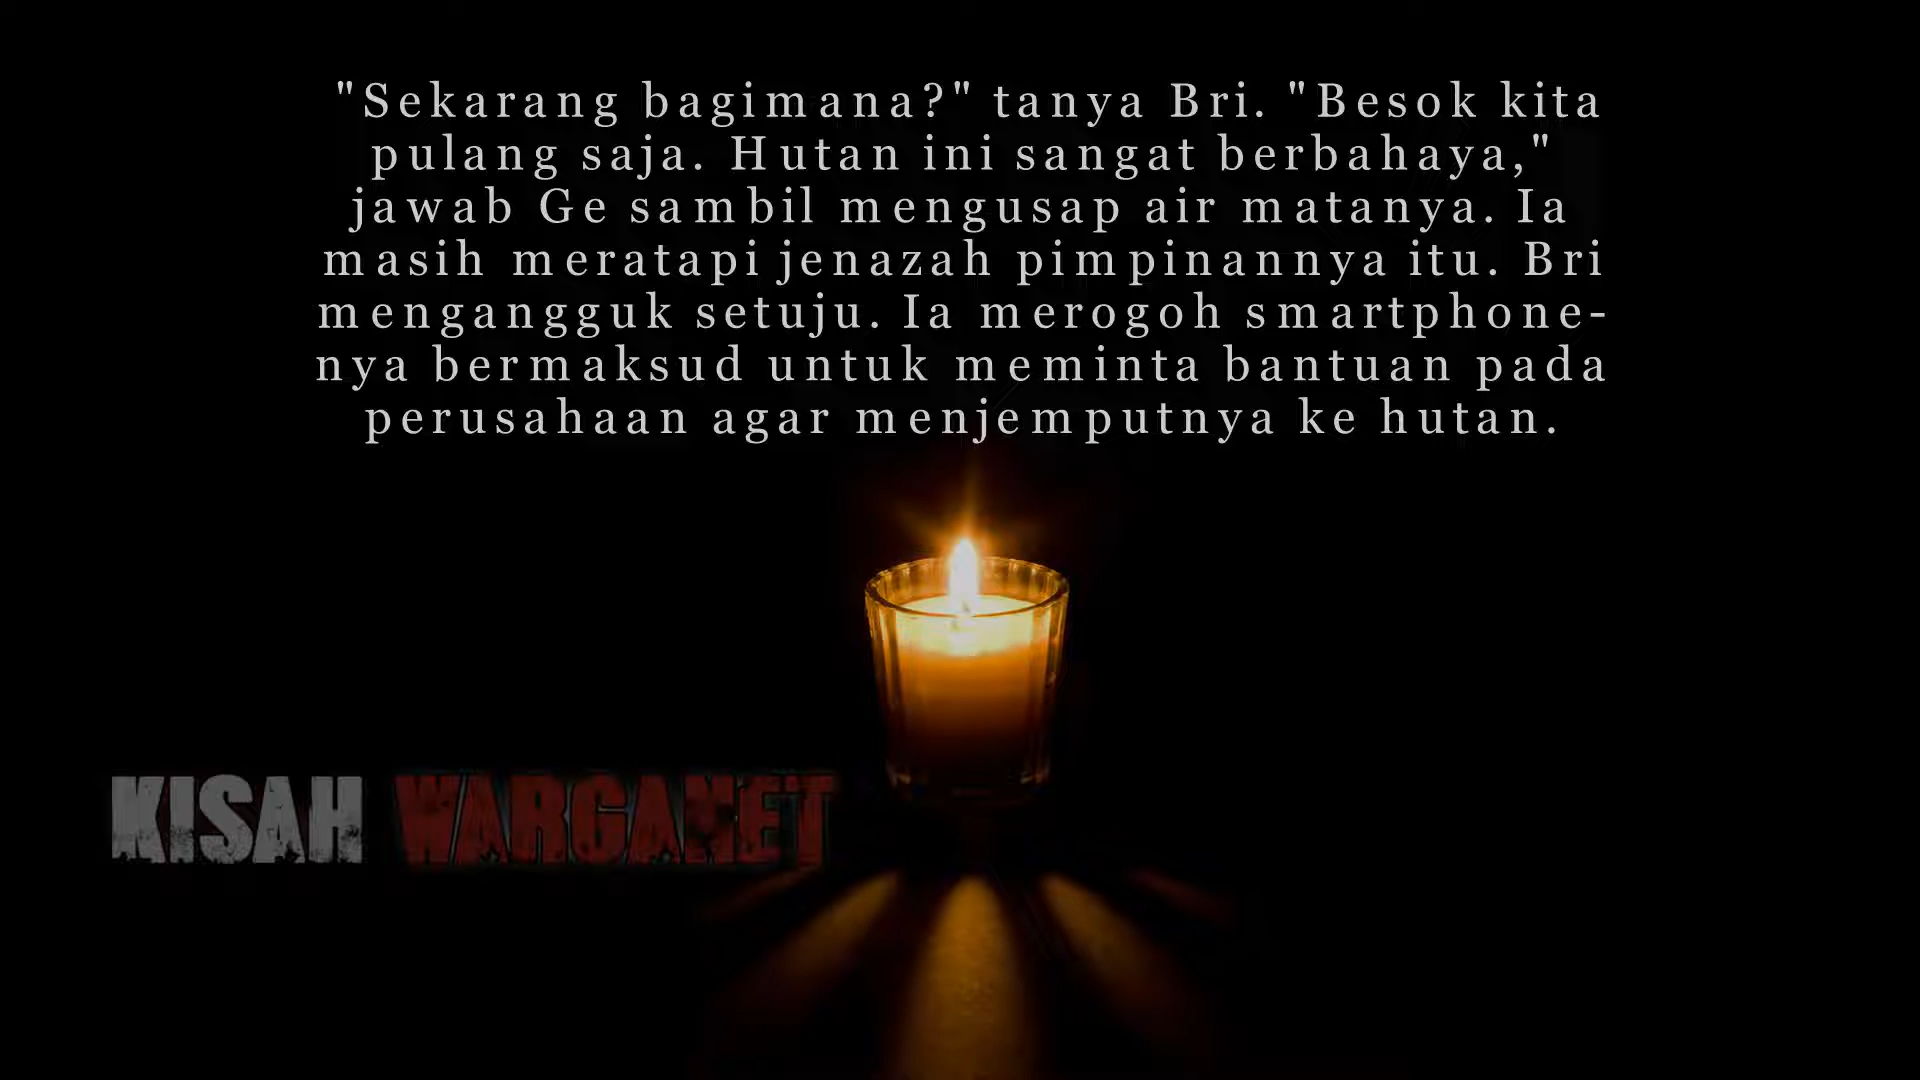 "Sekarang bagimana?" tanya Bri. "Besok kita
pulang saja. Hutan ini sangat berbahaya,"
jawab Ge sambil mengusap air matanya. Ia
masih meratapi jenazah pimpinannya itu. Bri
mengangguk setuju. Ia merogoh smartphone-
nya bermaksud untuk meminta bantuan pada
perusahaan agar menjemputnya ke hutan.
KISAH WARGANET